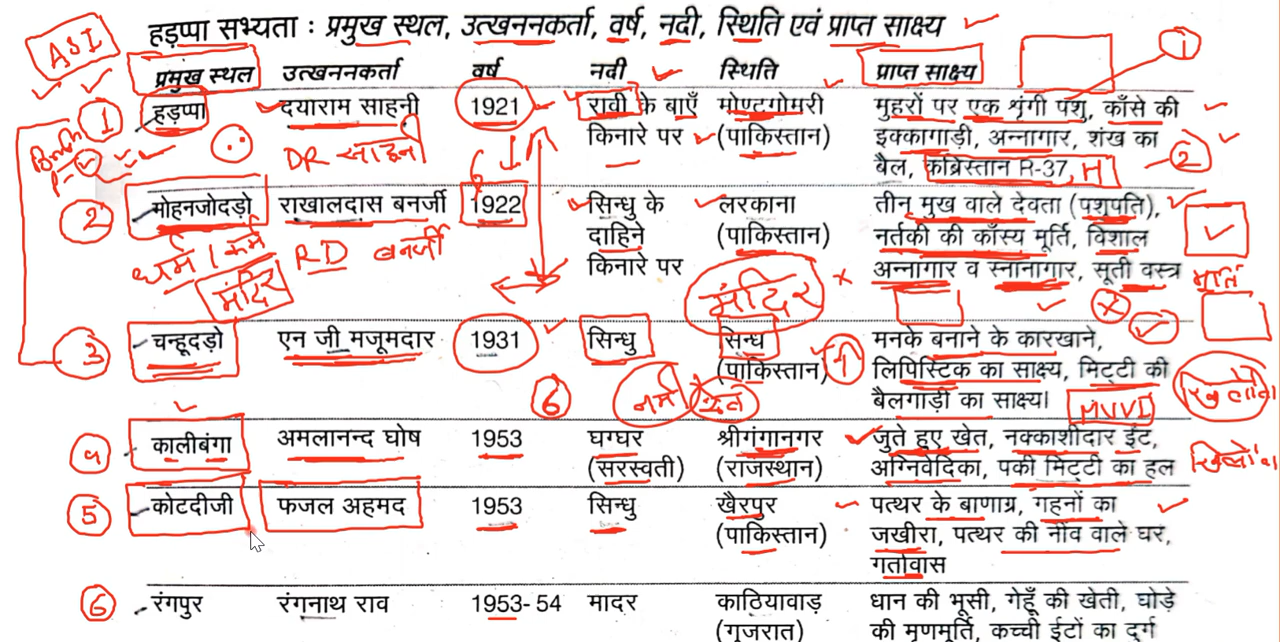 हड़प्पा सभ्यता : प्रमुख स्थल, उत्खननकर्ता, वर्ष, नदी, स्थिति एवं प्राप्त साक्ष्य
ASI
1
प्रमुख स्थल उत्खननकर्ता वर्ष नदी स्थिति प्राप्त साक्ष्य
1 हड़प्पा दयाराम साहनी 1921 रावी के बाएँ मोण्टगोमरी मुहरों पर एक श्रृंगी पशु, काँसे की
किनारे पर (पाकिस्तान) इक्कागाड़ी, अन्नागार, शंख का
DR साहनी
बैल, कब्रिस्तान R-37, H 2
2 मोहनजोदड़ो राखालदास बनर्जी 1922 सिन्धु के लरकाना तीन मुख वाले देवता (पशुपति),
दाहिने (पाकिस्तान) नर्तकी की काँस्य मूर्ति, विशाल
धर्म / कर्म RD बनर्जी
किनारे पर अन्नागार व स्नानागार, सूती वस्त्र मूर्ति
मंदिर मंदिर
3 चन्हूदड़ो एन जी मजूमदार 1931 सिन्धु सिन्ध मनके बनाने के कारखाने,
(पाकिस्तान) लिपिस्टिक का साक्ष्य, मिट्टी की
बैलगाड़ी का साक्ष्य।
6
4 कालीबंगा अमलानन्द घोष 1953 घग्घर श्रीगंगानगर जुते हुए खेत, नक्काशीदार ईंट,
(सरस्वती) (राजस्थान) अग्निवेदिका, पकी मिट्टी का हल
5 कोटदीजी फजल अहमद 1953 सिन्धु खैरपुर पत्थर के बाणाग्र, गहनों का
(पाकिस्तान) जखीरा, पत्थर की नींव वाले घर,
गर्तावास
6 रंगपुर रंगनाथ राव 1953-54 मादर काठियावाड़ धान की भूसी, गेहूँ की खेती, घोड़े
(गुजरात) की मृणमूर्ति, कच्ची ईटों का दुर्ग